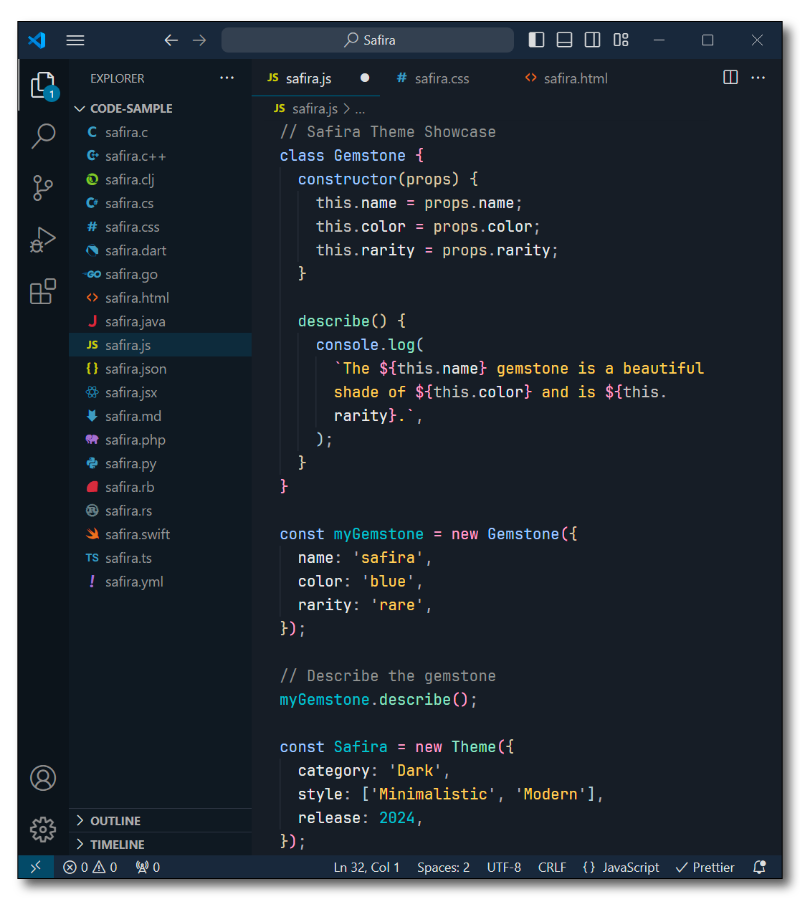 Safira
EXPLORER ...
JS safira.js
# safira.css
<> safira.html
...
1
CODE-SAMPLE
C safira.c
C+ safira.c++
safira.clj
C# safira.cs
# safira.css
safira.dart
GO safira.go
<> safira.html
J safira.java
JS safira.js
{} safira.json
safira.jsx
safira.md
safira.php
safira.py
safira.rb
safira.rs
safira.swift
TS safira.ts
! safira.yml
OUTLINE
TIMELINE
JS safira.js > ...
// Safira Theme Showcase
class Gemstone {
constructor(props) {
this.name = props.name;
this.color = props.color;
this.rarity = props.rarity;
}
describe() {
console.log(
`The ${this.name} gemstone is a beautiful
shade of ${this.color} and is ${this.
rarity}.`,
);
}
}
const myGemstone = new Gemstone({
name: 'safira',
color: 'blue',
rarity: 'rare',
});
// Describe the gemstone
myGemstone.describe();
const Safira = new Theme({
category: 'Dark',
style: ['Minimalistic', 'Modern'],
release: 2024,
});
0 0 0 Ln 32, Col 1 Spaces: 2 UTF-8 CRLF {} JavaScript Prettier